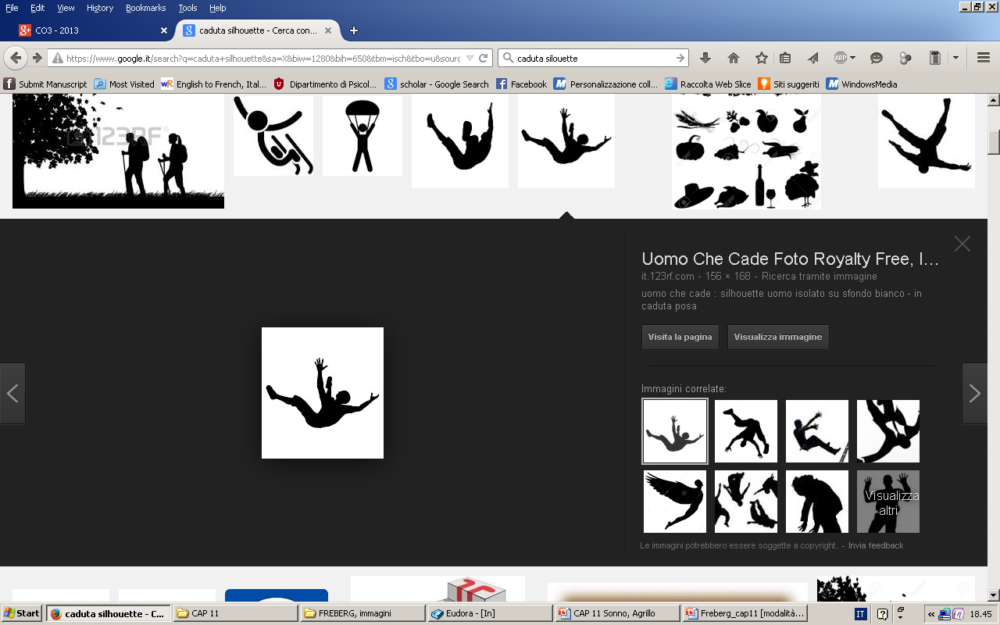 File Edit View History Bookmarks Tools Help
CO3 - 2013
caduta silhouette - Cerca con...
https://www.google.it/search?q=caduta+silhouette&sa=X&biw=1280&bih=650&tbm=isch&tbo=u&sourc
caduta silouette
ABP
Submit Manuscript Most Visited English to French, Ital... Dipartimento di Psicol... scholar - Google Search Facebook Personalizzazione coll... Raccolta Web Slice Siti suggeriti WindowsMedia
123RF
Uomo Che Cade Foto Royalty Free, I...
it.123rf.com - 156 × 168 - Ricerca tramite immagine
uomo che cade : silhouette uomo isolato su sfondo bianco - in
caduta posa
Visita la pagina Visualizza immagine
Immagini correlate:
Visualizza
altri
Le immagini potrebbero essere soggette a copyright. - Invia feedback
Start caduta silhouette - C... CAP 11 FREBERG, immagini Eudora - [In] CAP 11 Sonno, Agrillo Freberg_cap11 [modalità... IT 18.45